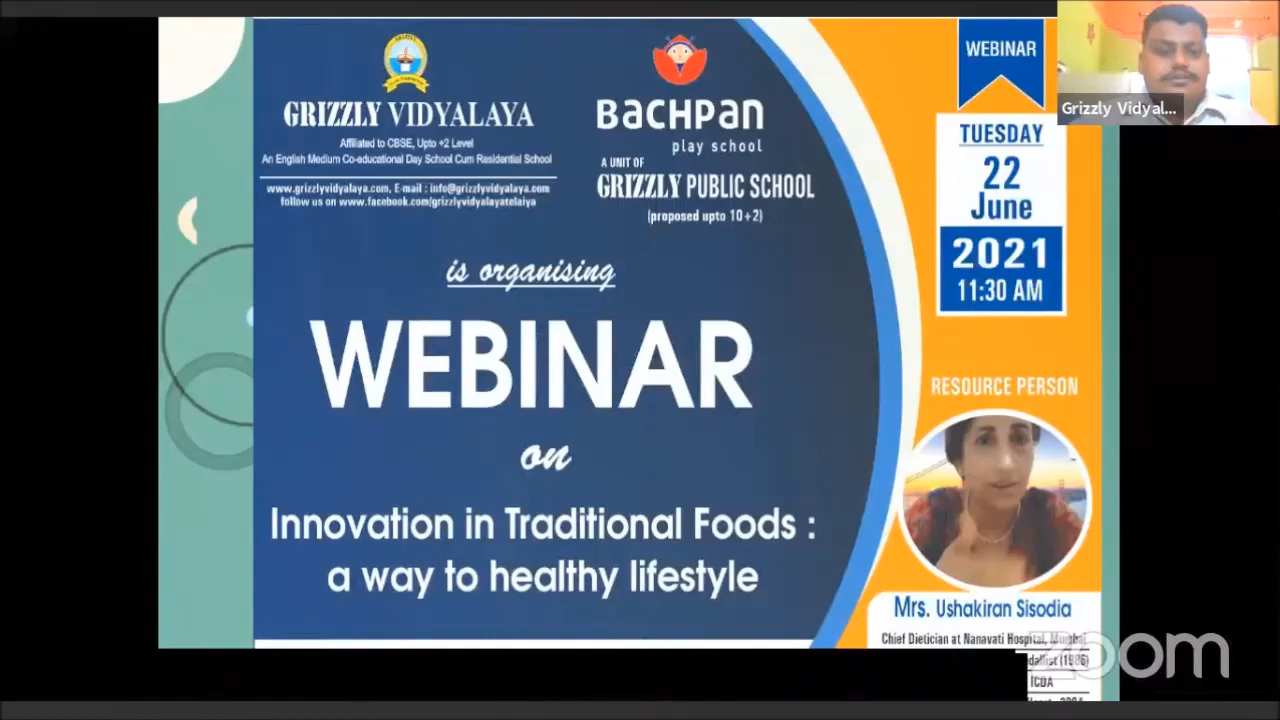 GRIZZLY VIDYALAYA
Affiliated to CBSE, Upto +2 Level
An English Medium Co-educational Day School Cum Residential School
www.grizzlyvidyalaya.com, E-mail : info@grizzlyvidyalaya.com
follow us on www.facebook.com/grizzlyvidyalayatelaiya
BACHPAN
play school
A UNIT OF
GRIZZLY PUBLIC SCHOOL
(proposed upto 10+2)
is organising
WEBINAR
on
Innovation in Traditional Foods :
a way to healthy lifestyle
WEBINAR
TUESDAY
22
June
2021
11:30 AM
RESOURCE PERSON
Mrs. Ushakiran Sisodia
Chief Dietician at Nanavati Hospital, Mumbai
(1986)
ICDA
Grizzly Vidyal...
zoom